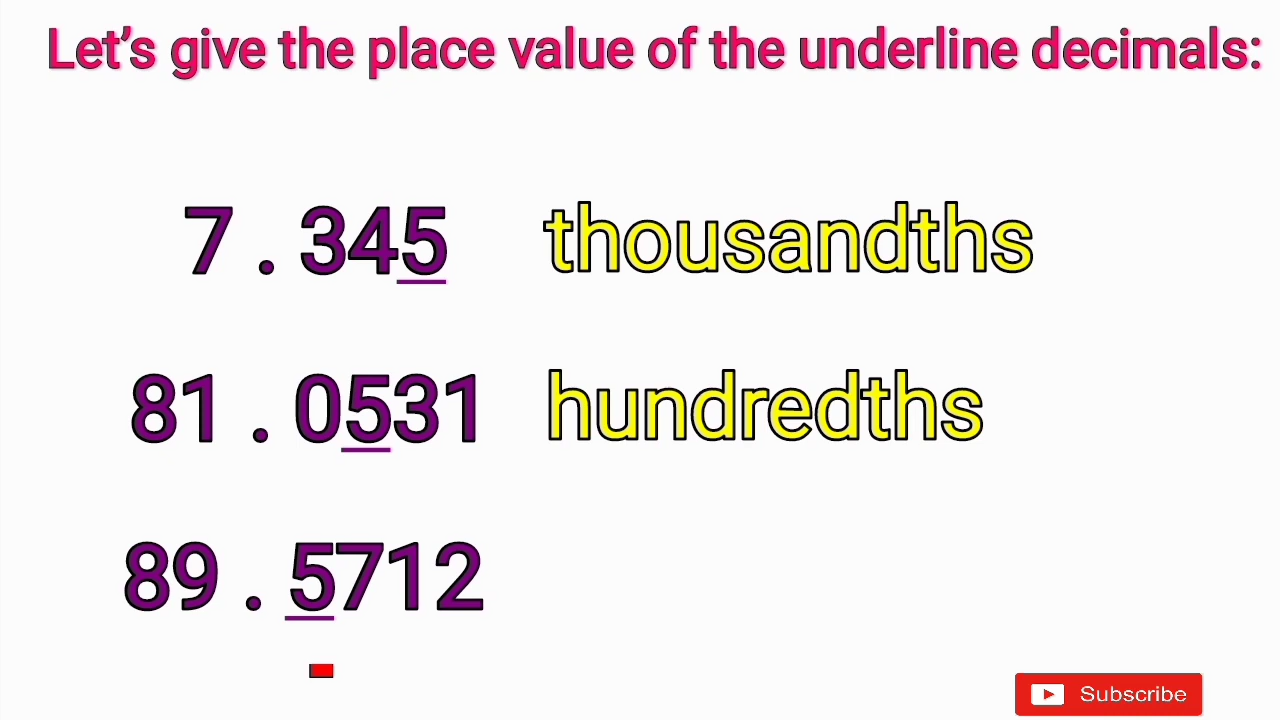 Let’s give the place value of the underline decimals:
7 . 345 thousandths
81 . 0531 hundredths
89 . 5712
Subscribe